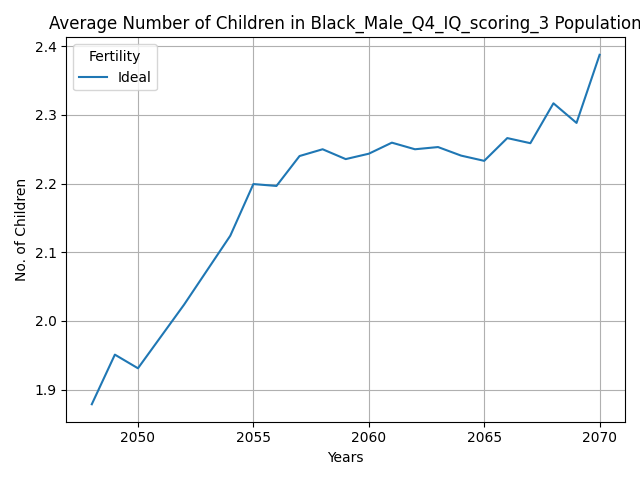 Average Number of Children in Black_Male_Q4_IQ_scoring_3 Population
Fertility
Ideal
2.4
2.3
2.2
2.1
2.0
1.9
No. of Children
2050
2055
2060
2065
2070
Years